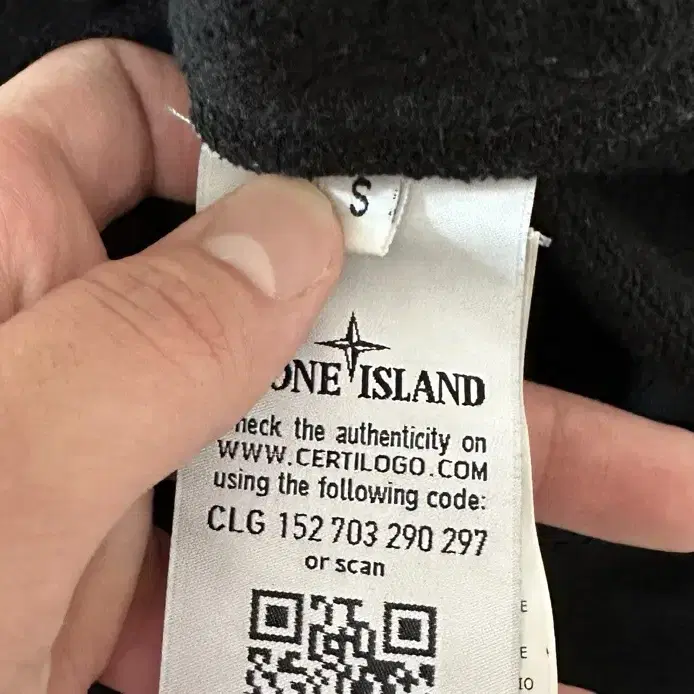 S
ONE ISLAND
heck the authenticity on
WWW.CERTILOGO.COM
using the following code:
CLG 152 703 290 297
or scan
E
E
IO